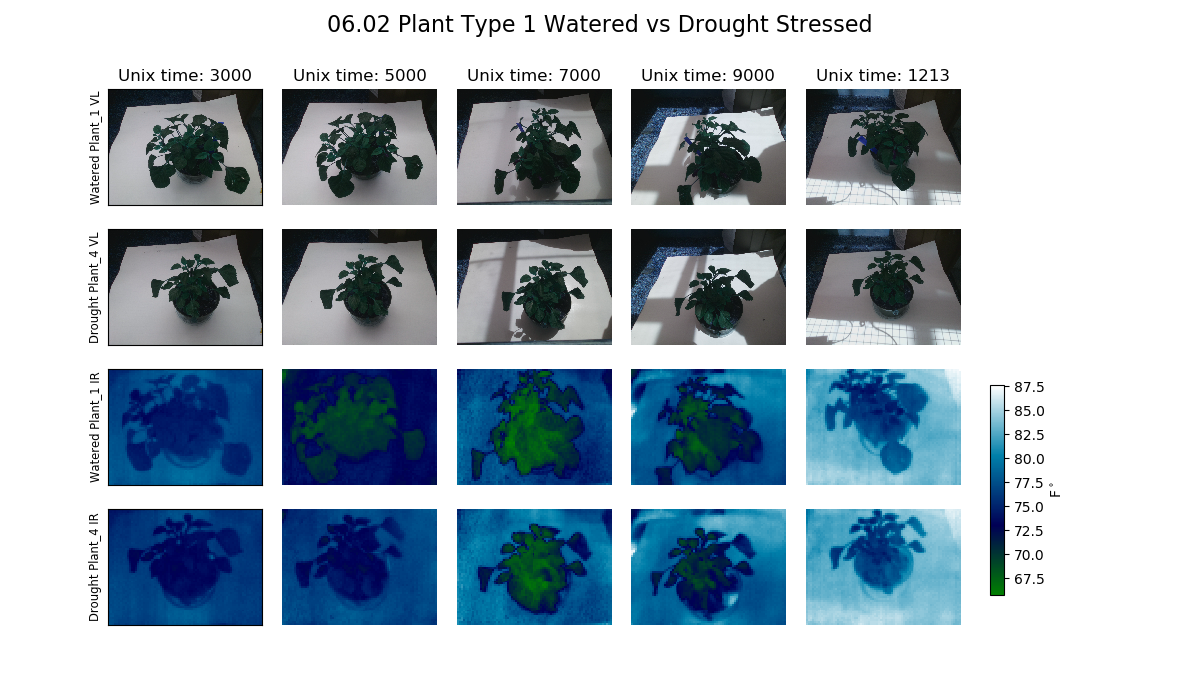 06.02 Plant Type 1 Watered vs Drought Stressed
Unix time: 3000
Unix time: 5000
Unix time: 7000
Unix time: 9000
Unix time: 1213
Watered Plant_1 VL
Drought Plant_4 VL
Watered Plant_1 IR
Drought Plant_4 IR
87.5
85.0
82.5
80.0
77.5
75.0
72.5
70.0
67.5
F°